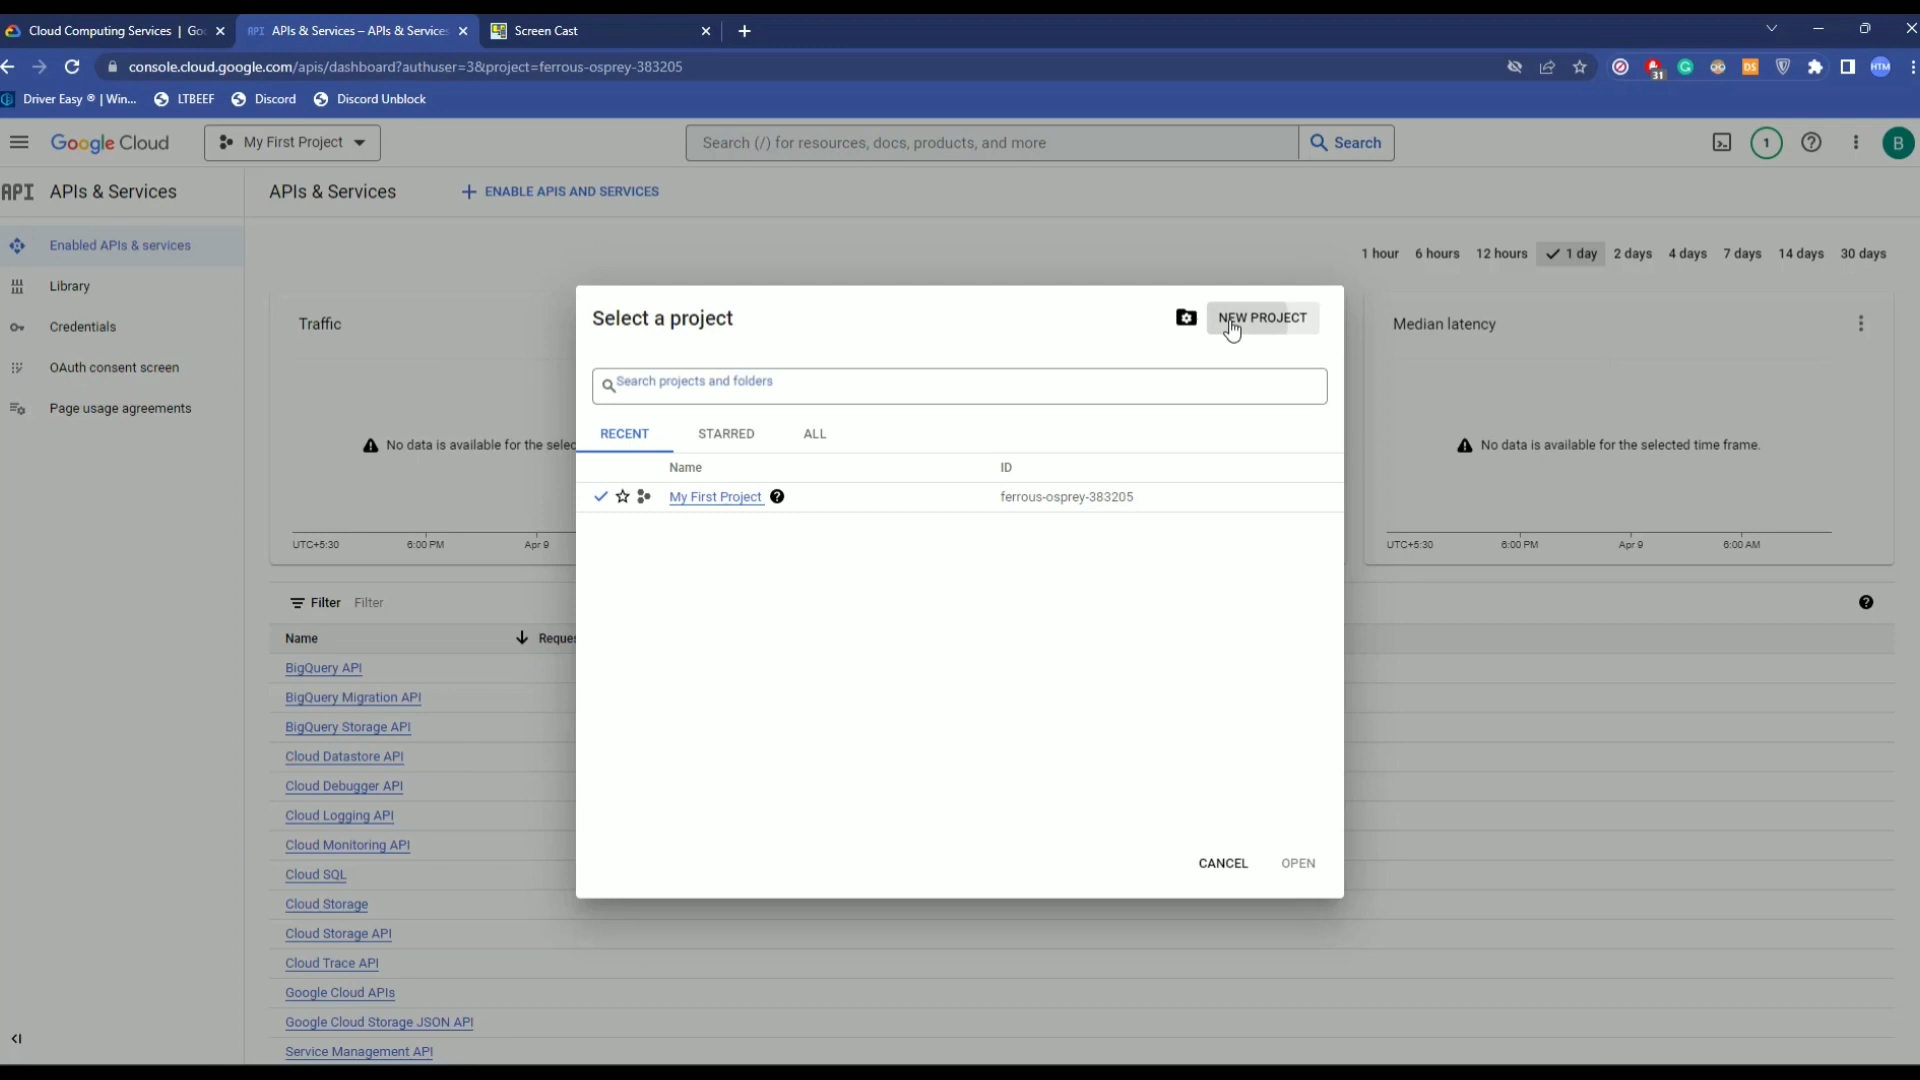 Cloud Computing Services | Go
APIs & Services – APIs & Services
Screen Cast
console.cloud.google.com/apis/dashboard?authuser=3&project=ferrous-osprey-383205
31
DS
HTM
Driver Easy ® | Win...
LTBEEF
Discord
Discord Unblock
Google Cloud
My First Project
Search (/) for resources, docs, products, and more
Search
1
B
API APIs & Services
APIs & Services
ENABLE APIS AND SERVICES
Enabled APIs & services
Library
Credentials
OAuth consent screen
Page usage agreements
1 hour 6 hours 12 hours 1 day 2 days 4 days 7 days 14 days 30 days
Traffic
No data is available for the selec
UTC+5:30 6:00 PM Apr 9
Median latency
No data is available for the selected time frame.
UTC+5:30 6:00 PM Apr 9 6:00 AM
Select a project
NEW PROJECT
Search projects and folders
RECENT STARRED ALL
Name ID
My First Project ferrous-osprey-383205
CANCEL OPEN
Filter Filter
Name Reque
BigQuery API
BigQuery Migration API
BigQuery Storage API
Cloud Datastore API
Cloud Debugger API
Cloud Logging API
Cloud Monitoring API
Cloud SQL
Cloud Storage
Cloud Storage API
Cloud Trace API
Google Cloud APIs
Google Cloud Storage JSON API
Service Management API